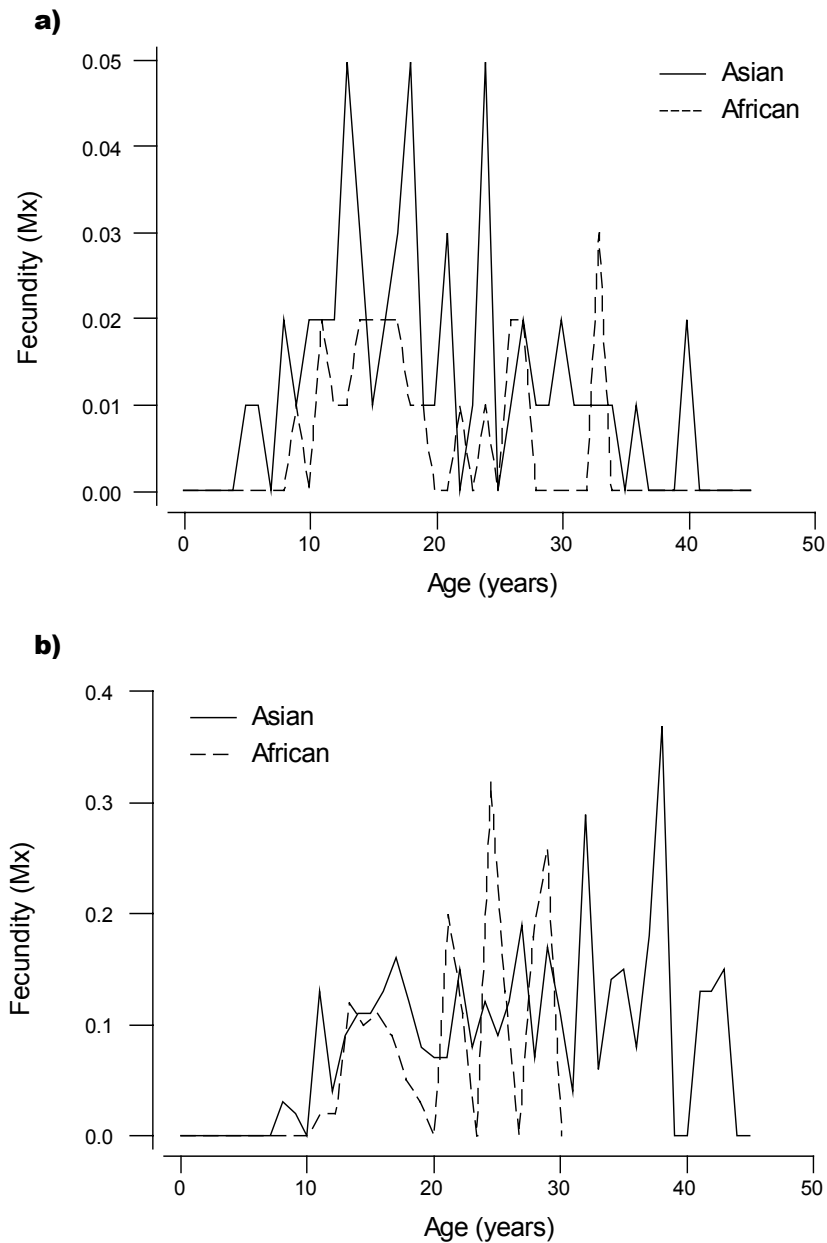 a)
0.05
0.04
0.03
0.02
0.01
0.00
Fecundity (Mx)
Asian
African
0 10 20 30 40 50
Age (years)
b)
0.4
0.3
0.2
0.1
0.0
Fecundity (Mx)
Asian
African
0 10 20 30 40 50
Age (years)